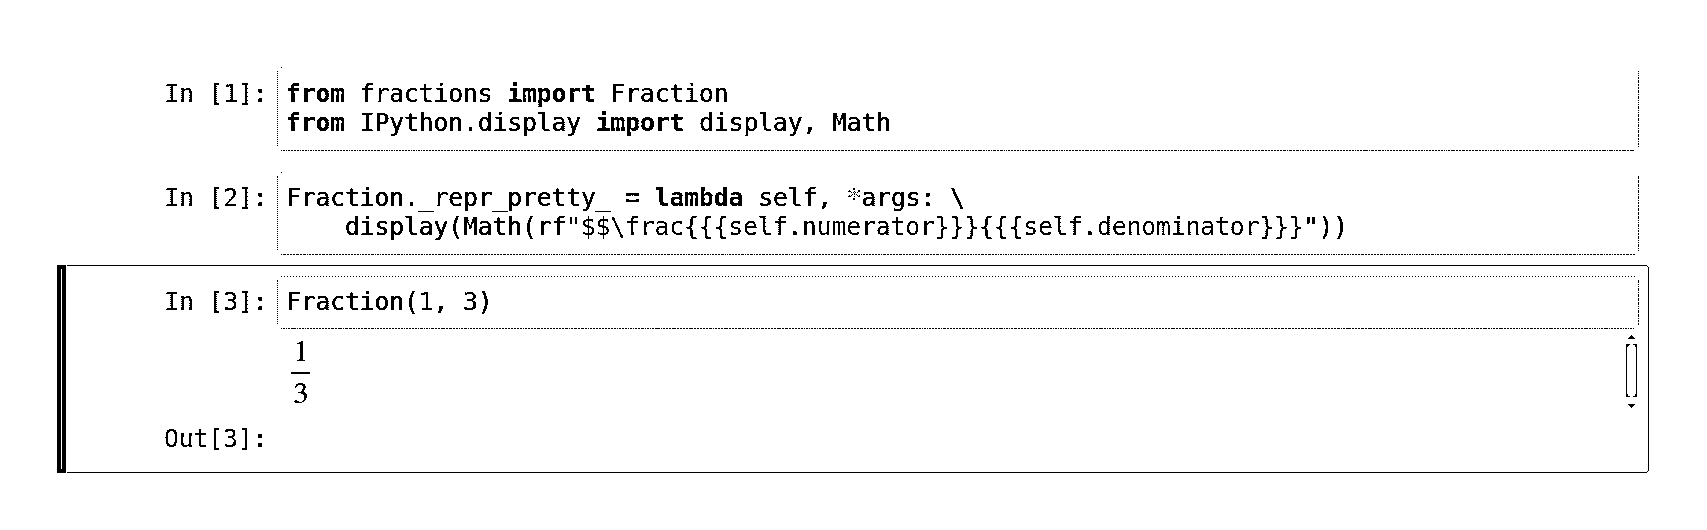 In [1]: from fractions import Fraction
from IPython.display import display, Math
In [2]: Fraction._repr_pretty_ = lambda self, *args: \
display(Math(rf"$$\frac{{{self.numerator}}}{{{self.denominator}}}"))
In [3]: Fraction(1, 3)
1
3
Out[3]: